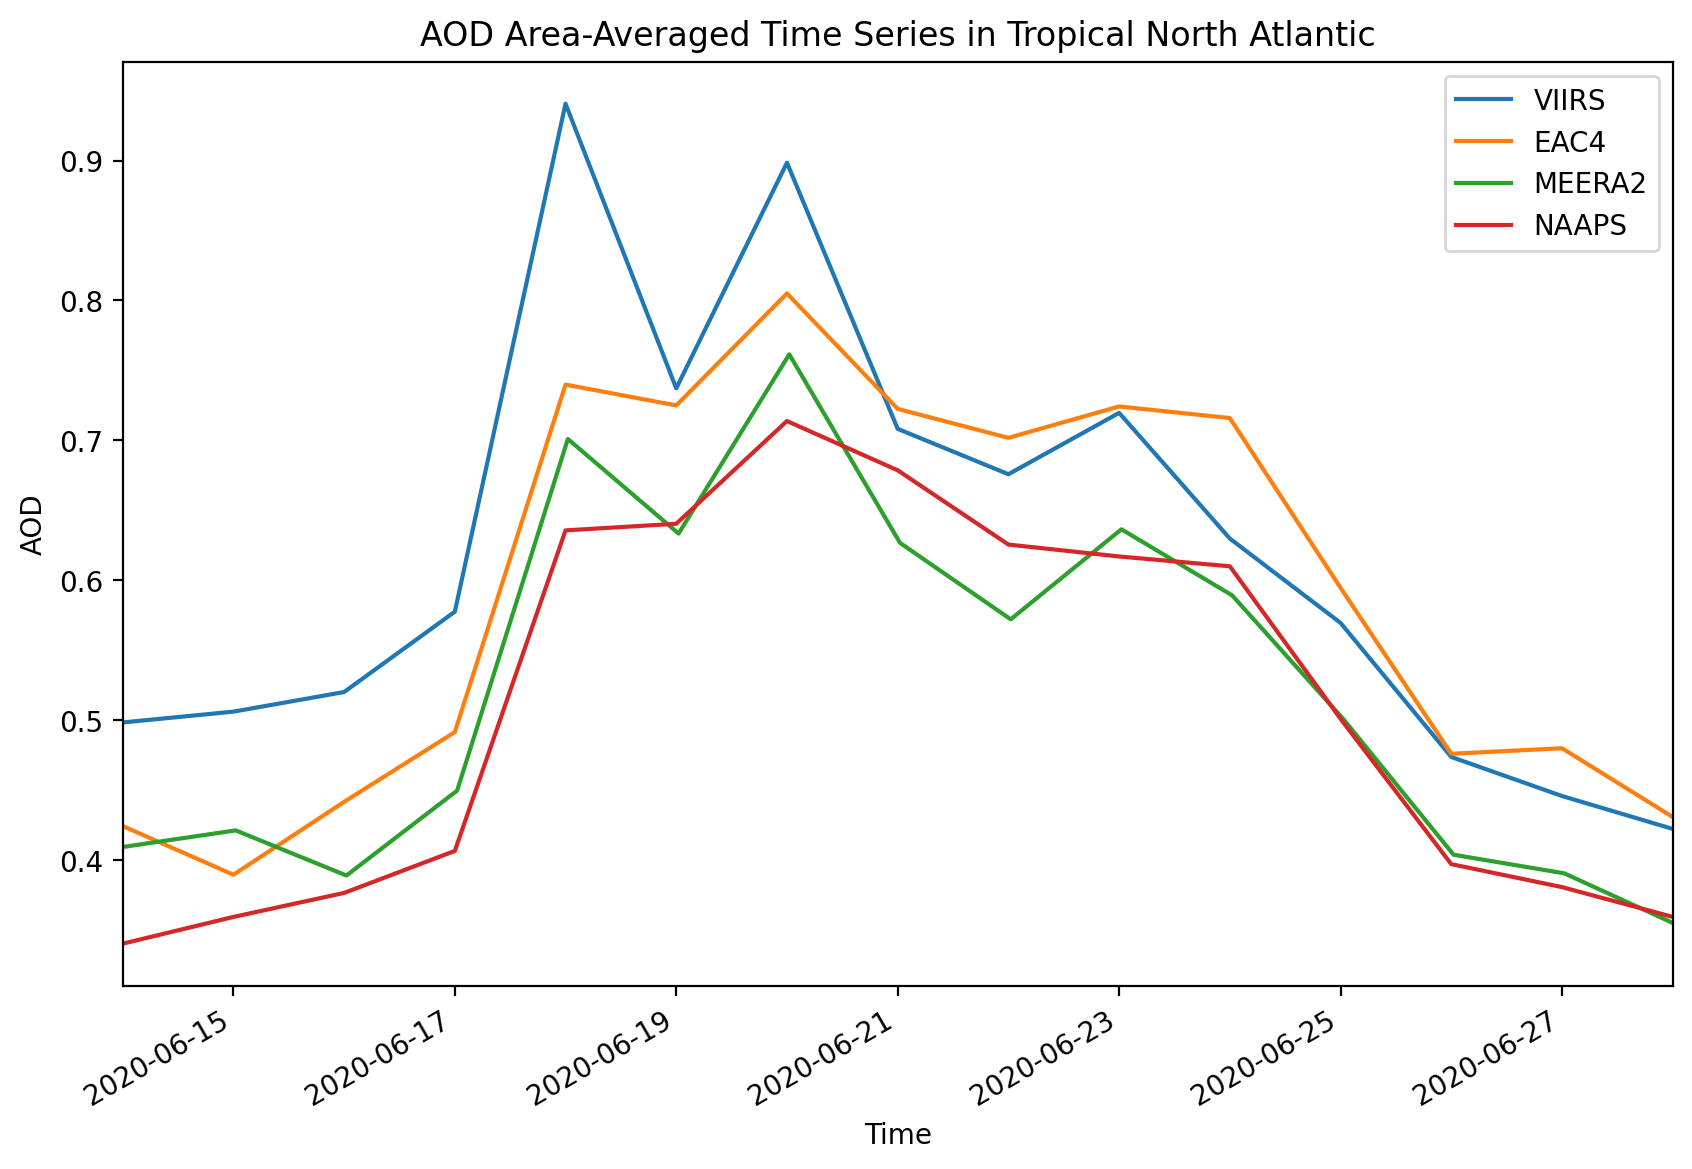 AOD Area-Averaged Time Series in Tropical North Atlantic
VIIRS
EAC4
MEERA2
NAAPS
0.9
0.8
0.7
0.6
0.5
0.4
AOD
2020-06-15
2020-06-17
2020-06-19
2020-06-21
2020-06-23
2020-06-25
2020-06-27
Time